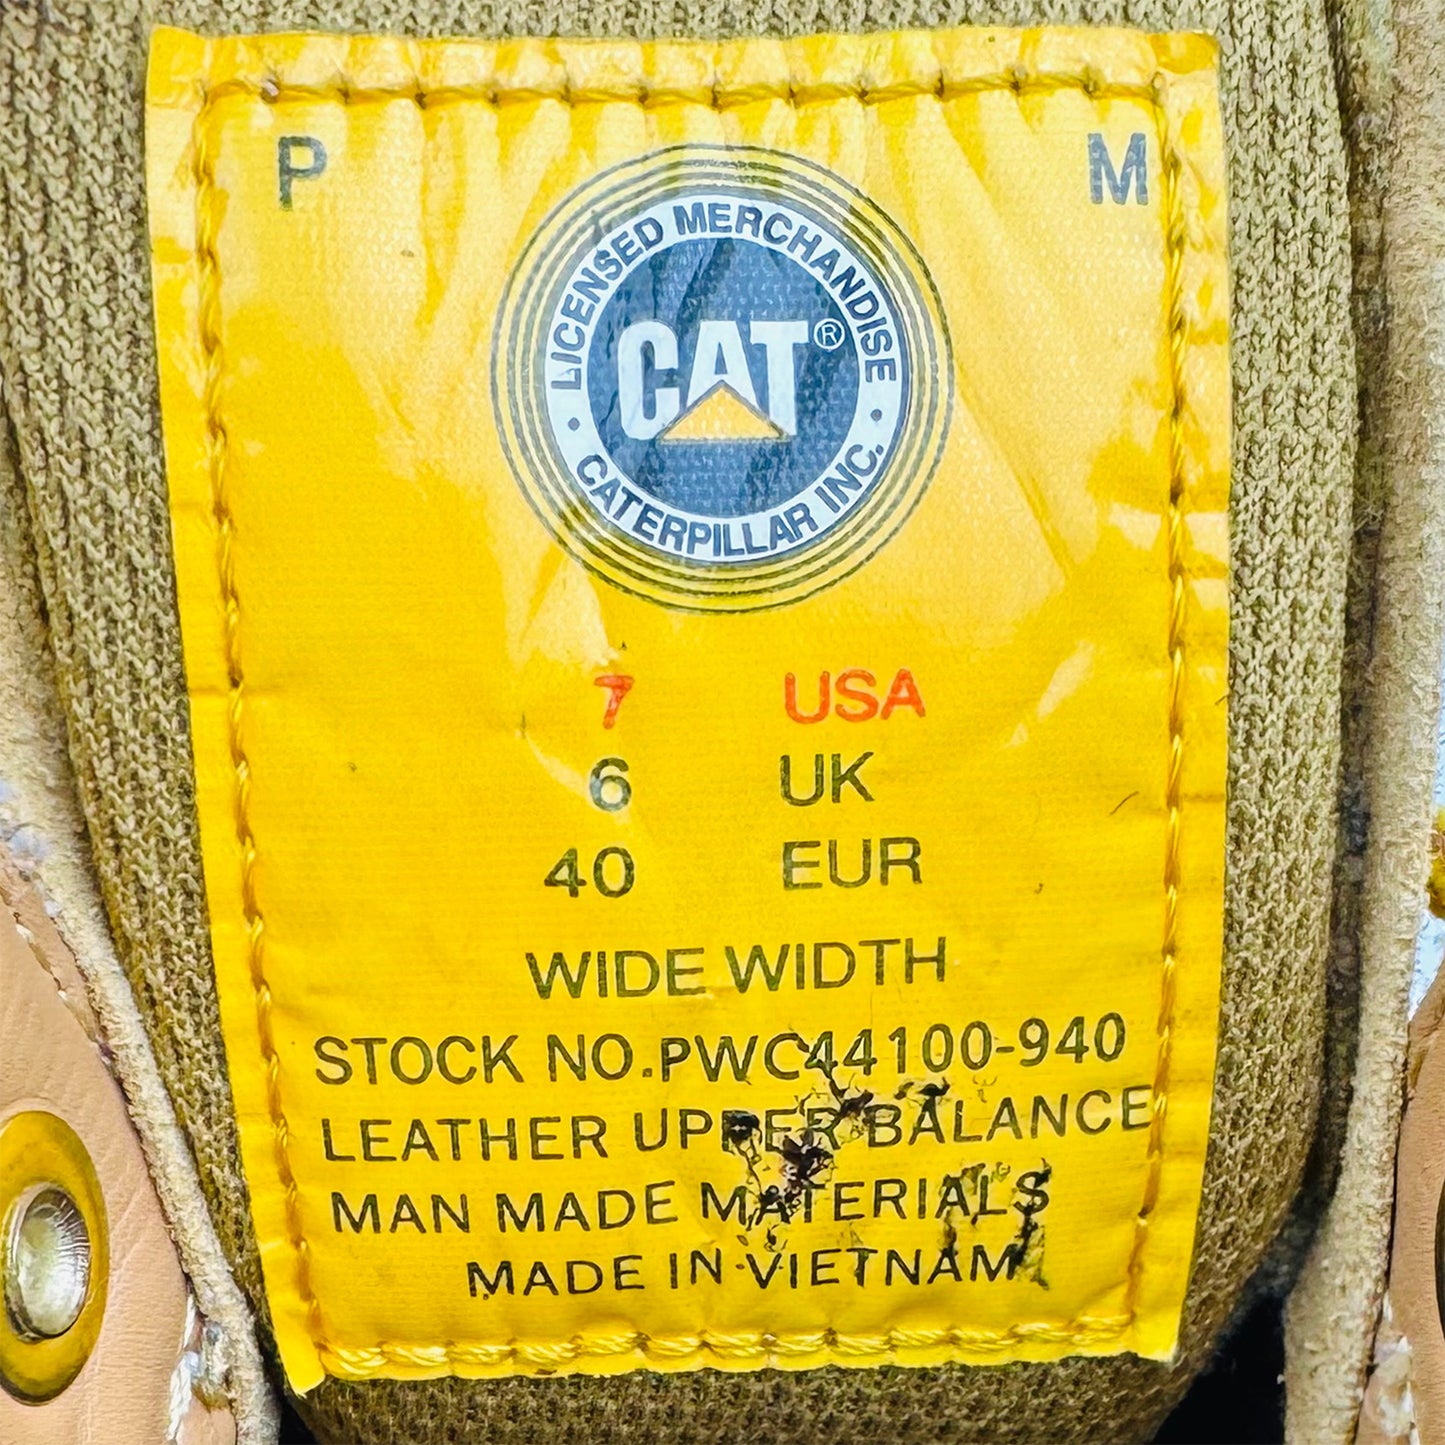 P M
LICENSED MERCHANDISE
CAT®
· CATERPILLAR INC. ·
7 USA
6 UK
40 EUR
WIDE WIDTH
STOCK NO.PWC44100-940
LEATHER UPPER BALANCE
MAN MADE MATERIALS
MADE IN VIETNAM